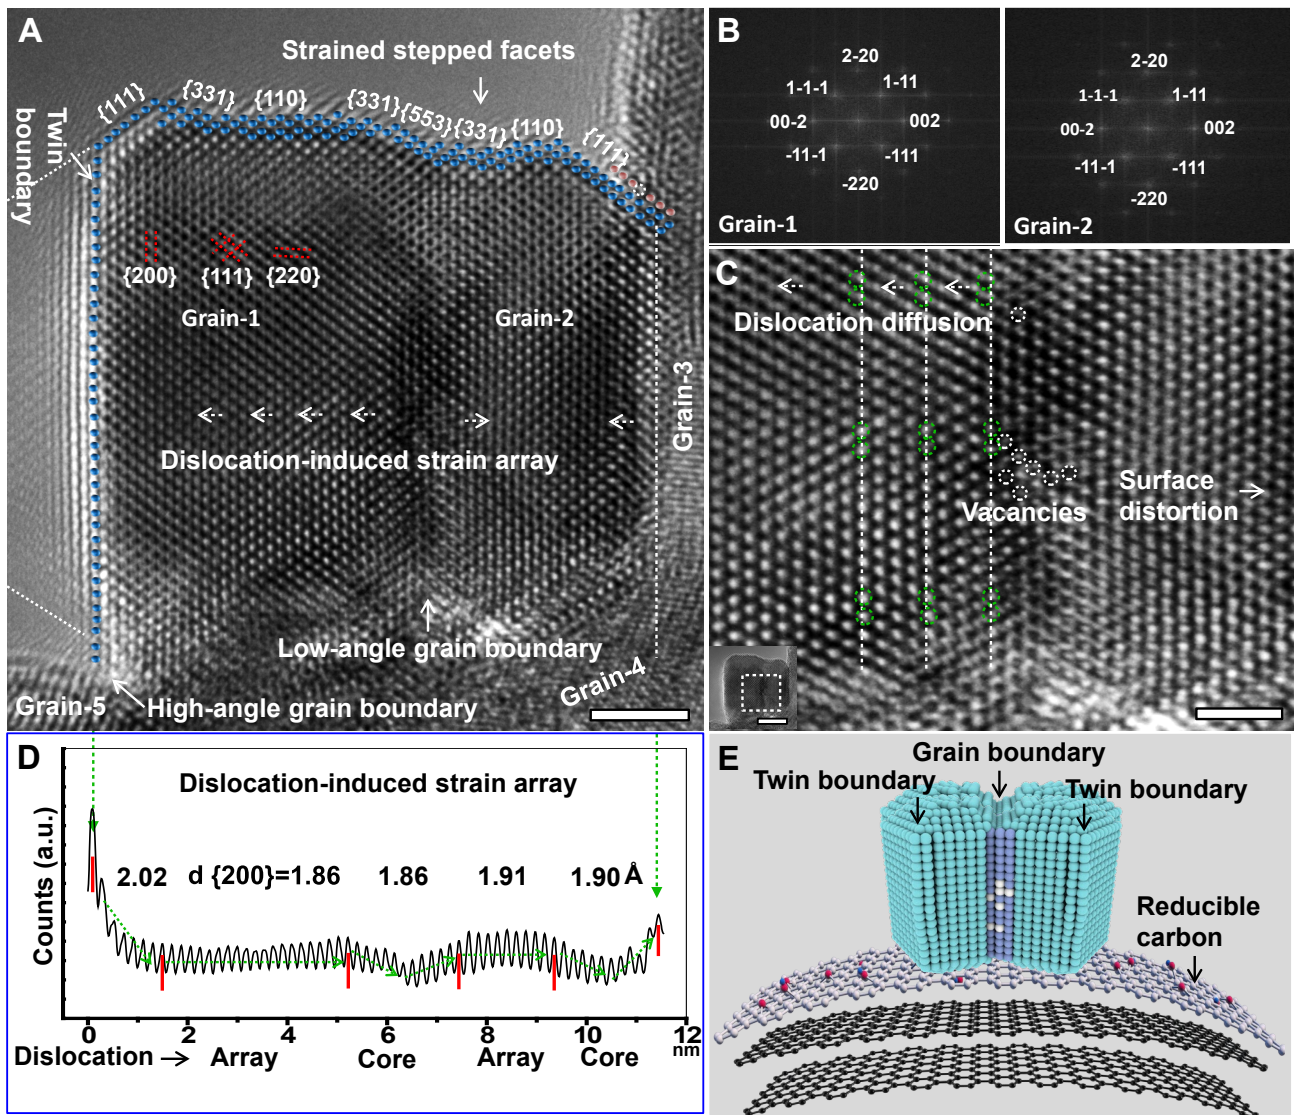 A
Strained stepped facets
{111}
{331}
{110}
{331}
{553}
{331}
{110}
{111}
Twin
boundary
{200}
{111}
{220}
Grain-1
Grain-2
Grain-3
Dislocation-induced strain array
Low-angle grain boundary
Grain-4
Grain-5
High-angle grain boundary
B
2-20
1-1-1
1-11
00-2
002
-11-1
-111
-220
Grain-1
2-20
1-1-1
1-11
00-2
002
-11-1
-111
-220
Grain-2
C
Dislocation diffusion
Vacancies
Surface
distortion
D
Dislocation-induced strain array
Counts (a.u.)
2.02 d {200}=1.86 1.86 1.91 1.90 Å
0 2 4 6 8 10 12
nm
Dislocation Array Core Array Core
E
Grain boundary
Twin boundary
Twin boundary
Reducible
carbon